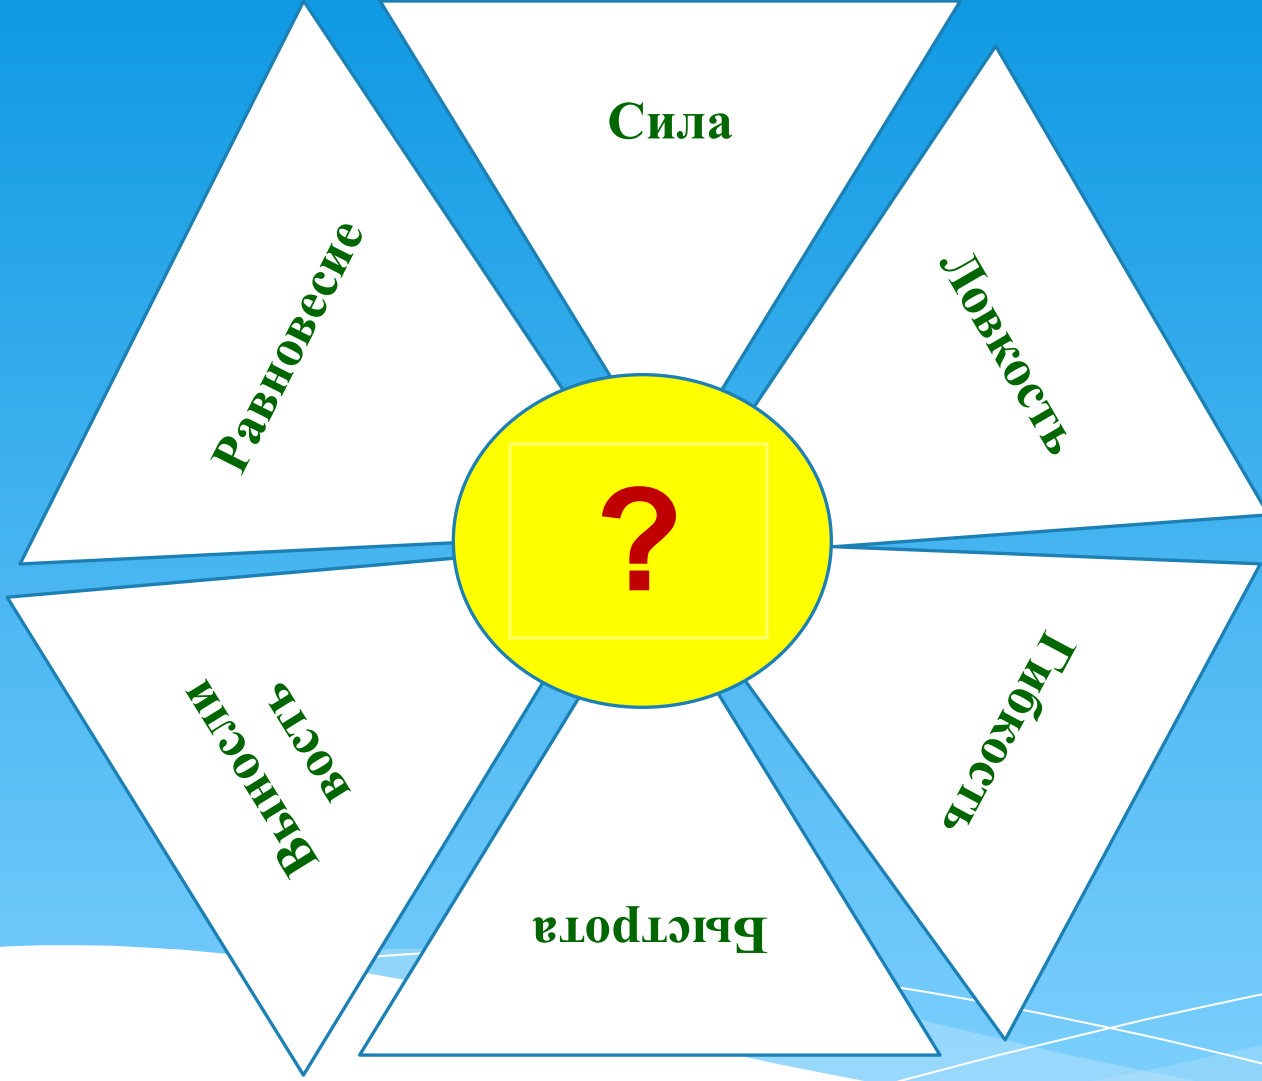 Сила
Ловкость
Гибкость
Быстрота
Выносли
вость
Равновесие
?